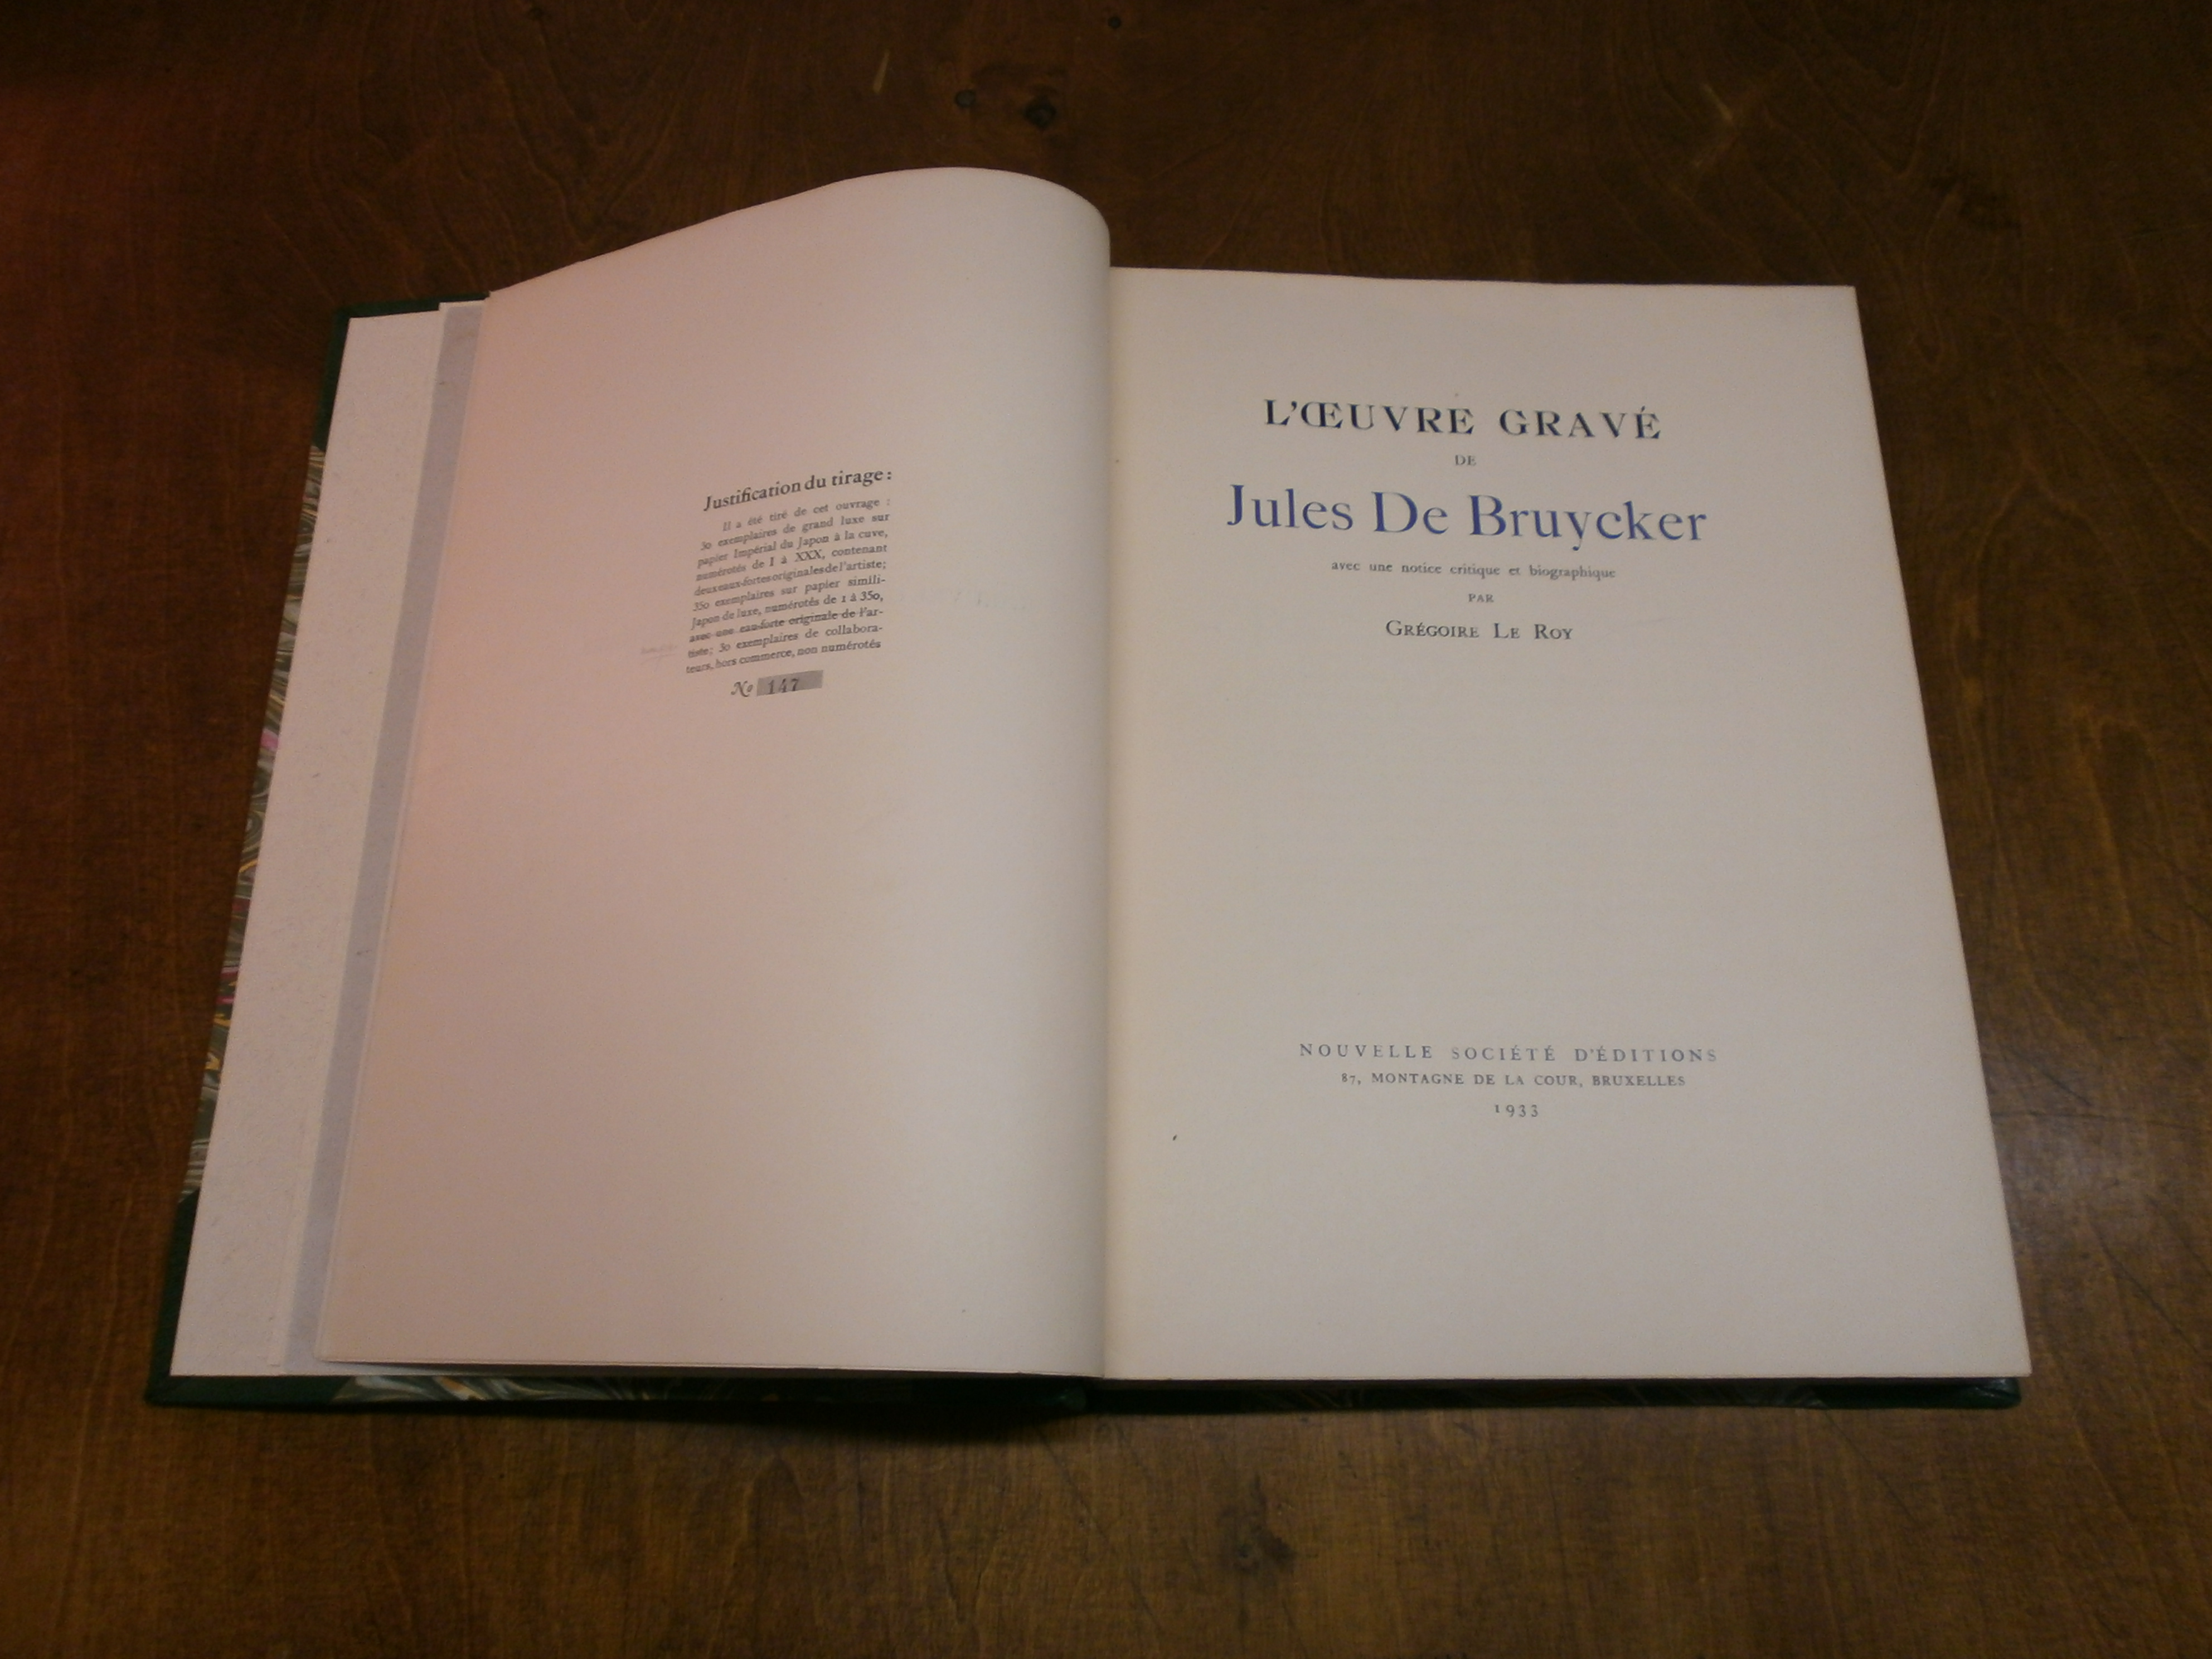 Justification du tirage :
Il a été tiré de cet ouvrage :
30 exemplaires de grand luxe sur
papier Impérial du Japon à la cuve,
numérotés de I à XXX, contenant
deux eaux-fortes originales de l'artiste;
350 exemplaires sur papier simili-
Japon de luxe, numérotés de 1 à 350,
avec une eau-forte originale de l'ar-
tiste; 30 exemplaires de collabora-
teurs, hors commerce, non numérotés
No 147
L'ŒUVRE GRAVÉ
DE
Jules De Bruycker
avec une notice critique et biographique
PAR
GRÉGOIRE LE ROY
NOUVELLE SOCIÉTÉ D'ÉDITIONS
87, MONTAGNE DE LA COUR, BRUXELLES
1933